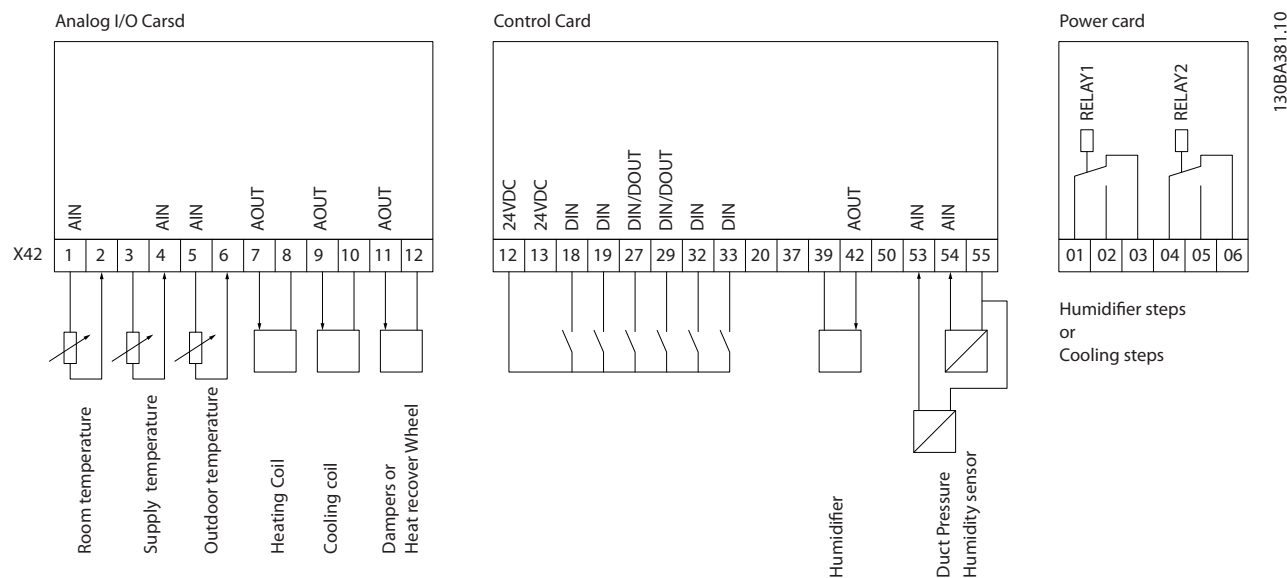 Analog I/O Carsd
AIN
AIN
AIN
AOUT
AOUT
AOUT
X42
1 2 3 4 5 6 7 8 9 10 11 12
Room temperature
Supply temperature
Outdoor temperature
Heating Coil
Cooling coil
Dampers or
Heat recover Wheel
Control Card
24VDC
24VDC
DIN
DIN
DIN/DOUT
DIN/DOUT
DIN
DIN
AOUT
AIN
AIN
12 13 18 19 27 29 32 33 20 37 39 42 50 53 54 55
Humidifier
Duct Pressure
Humidity sensor
Power card
RELAY1
RELAY2
01 02 03 04 05 06
Humidifier steps
or
Cooling steps
130BA381.10